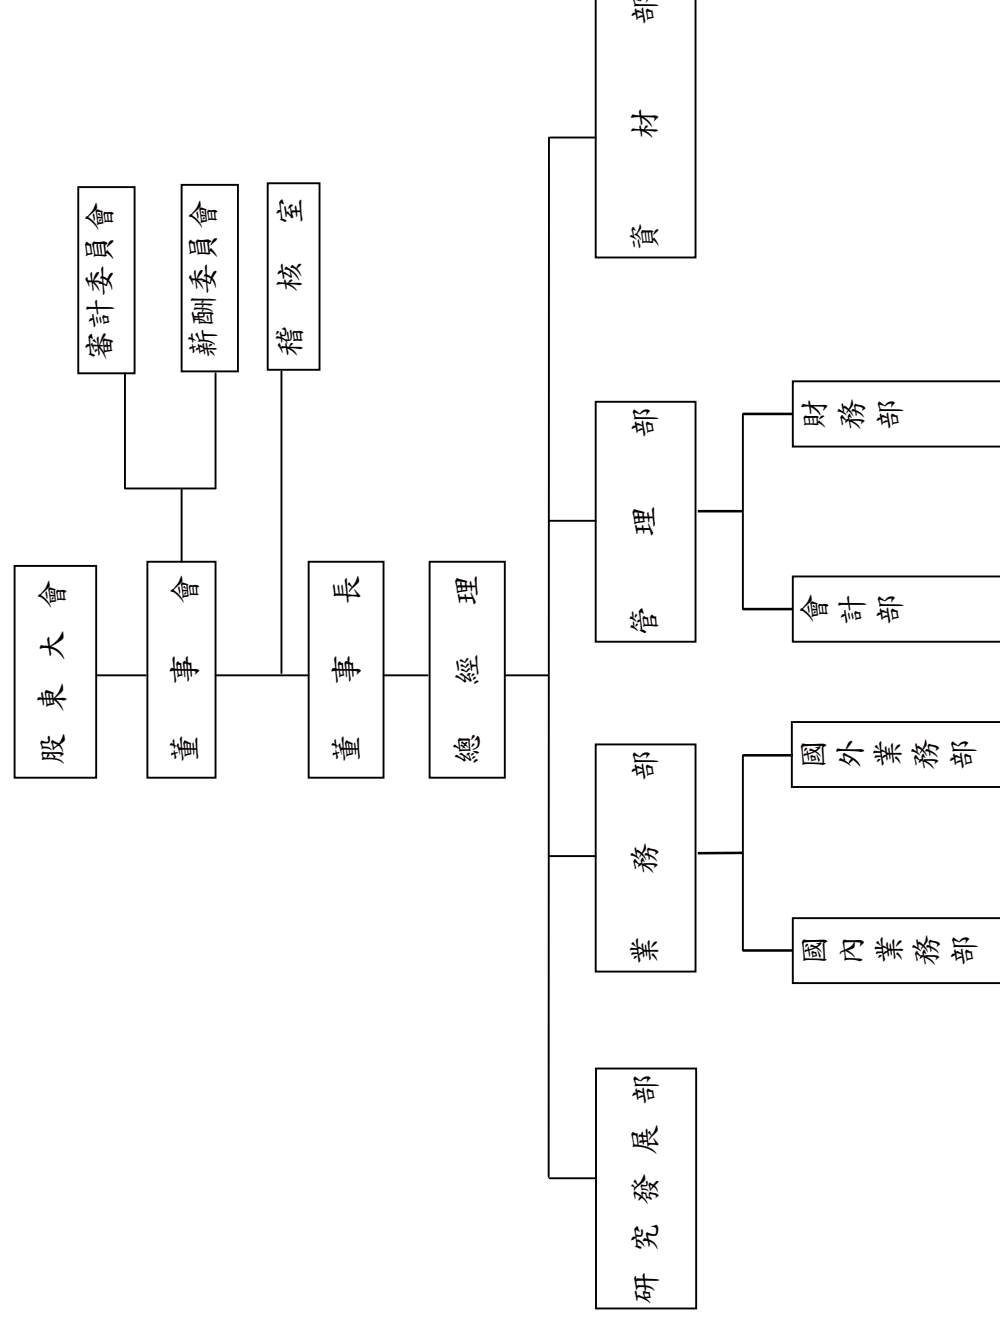 股東大會
審計委員會
董事會
薪酬委員會
稽核室
董事長
總經理
研究發展部
業務部
管理部
資材部
國內業務部
國外業務部
會計部
財務部